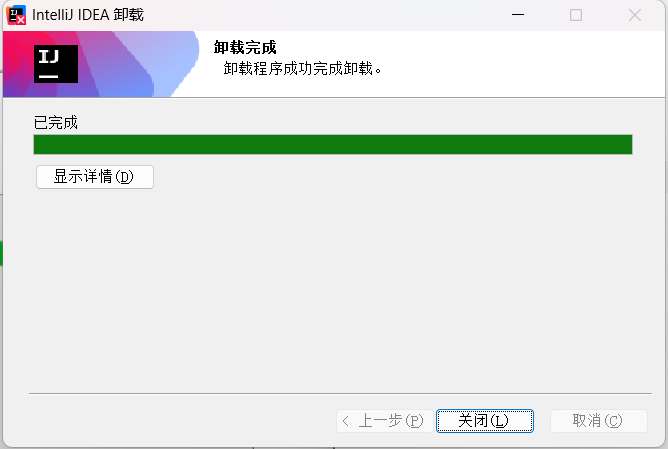 IntelliJ IDEA 卸载
IJ
卸载完成
卸载程序成功完成卸载。
已完成
显示详情(D)
< 上一步(P)
关闭(L)
取消(C)